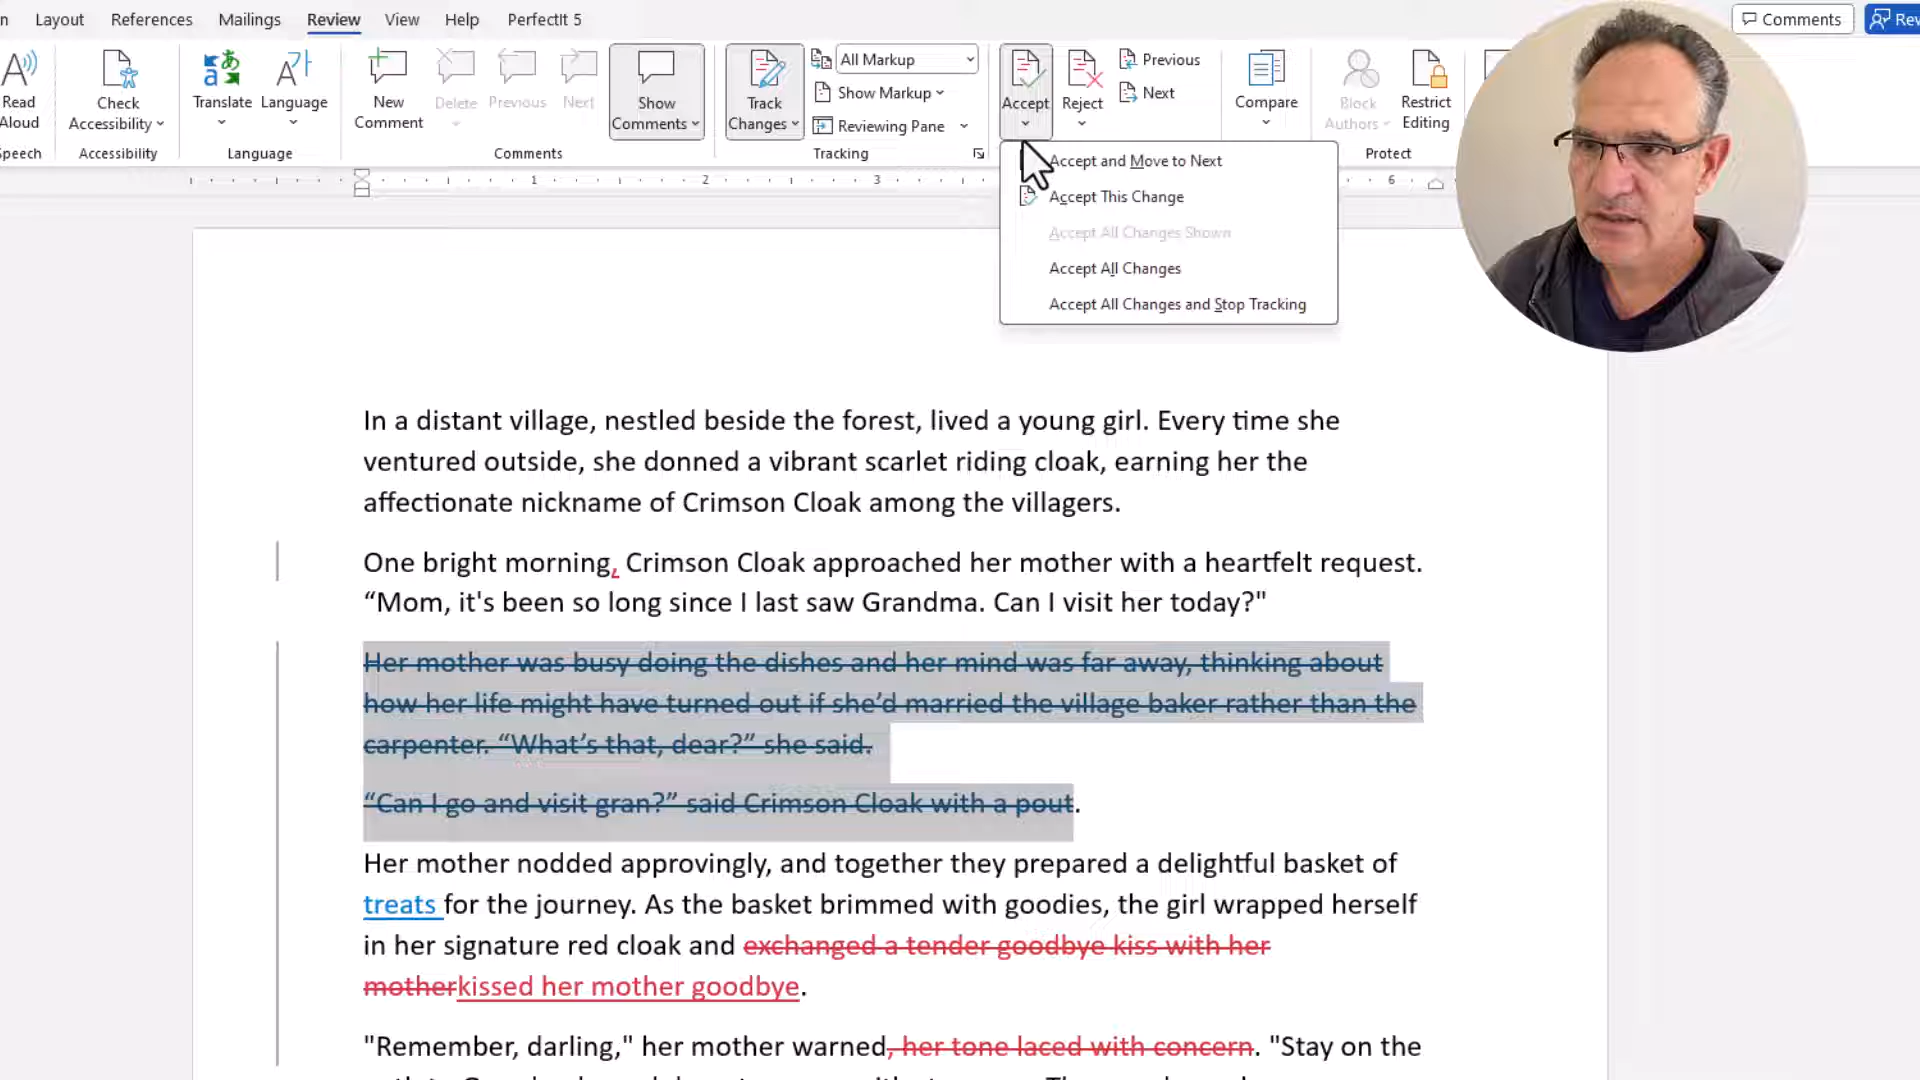 Layout References Mailings Review View Help PerfectIt 5 Comments
Read Aloud
Check Accessibility
Translate
Language
New Comment
Delete
Previous
Next
Show Comments
Track Changes
All Markup
Show Markup
Reviewing Pane
Accept
Reject
Previous
Next
Compare
Block Authors
Restrict Editing
Accessibility Language Comments Tracking Protect
Accept and Move to Next
Accept This Change
Accept All Changes Shown
Accept All Changes
Accept All Changes and Stop Tracking
1 2 3 6
In a distant village, nestled beside the forest, lived a young girl. Every time she
ventured outside, she donned a vibrant scarlet riding cloak, earning her the
affectionate nickname of Crimson Cloak among the villagers.
One bright morning, Crimson Cloak approached her mother with a heartfelt request.
“Mom, it's been so long since I last saw Grandma. Can I visit her today?"
Her mother was busy doing the dishes and her mind was far away, thinking about
how her life might have turned out if she’d married the village baker rather than the
carpenter. “What’s that, dear?” she said.
“Can I go and visit gran?” said Crimson Cloak with a pout.
Her mother nodded approvingly, and together they prepared a delightful basket of
treats for the journey. As the basket brimmed with goodies, the girl wrapped herself
in her signature red cloak and exchanged a tender goodbye kiss with her
motherkissed her mother goodbye.
"Remember, darling," her mother warned, her tone laced with concern. "Stay on the